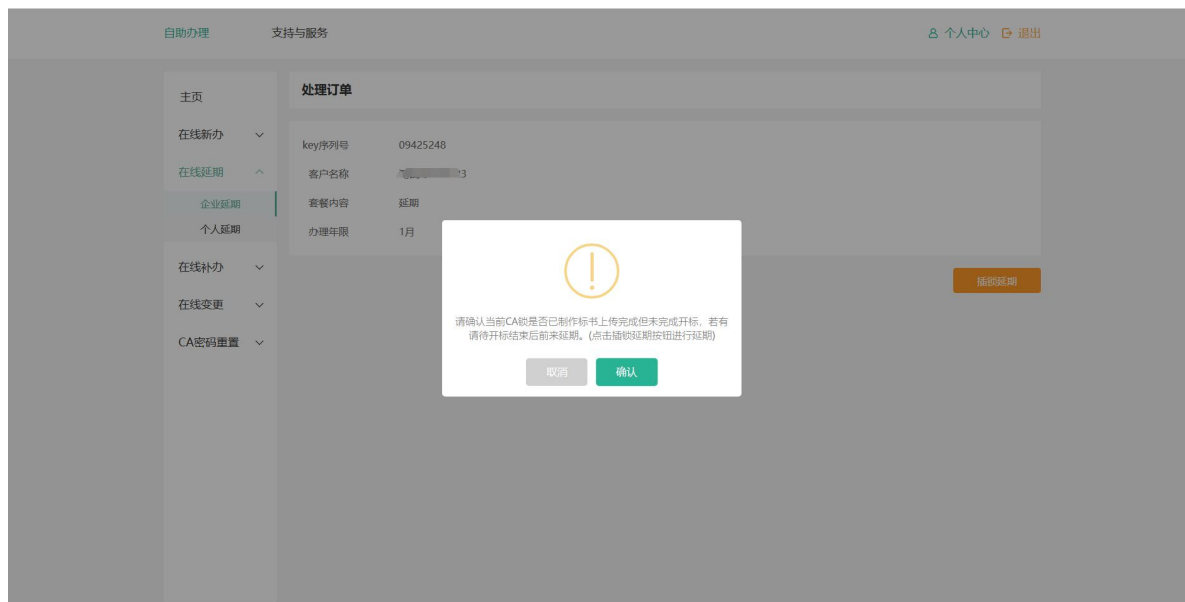 自助办理 支持与服务 个人中心 退出
主页
在线新办
在线延期
企业延期
个人延期
在线补办
在线变更
CA密码重置
处理订单
key序列号 09425248
客户名称
套餐内容 延期
办理年限 1月
插锁延期
请确认当前CA锁是否已制作标书上传完成但未完成开标，若有
请待开标结束后前来延期。(点击插锁延期按钮进行延期)
取消 确认